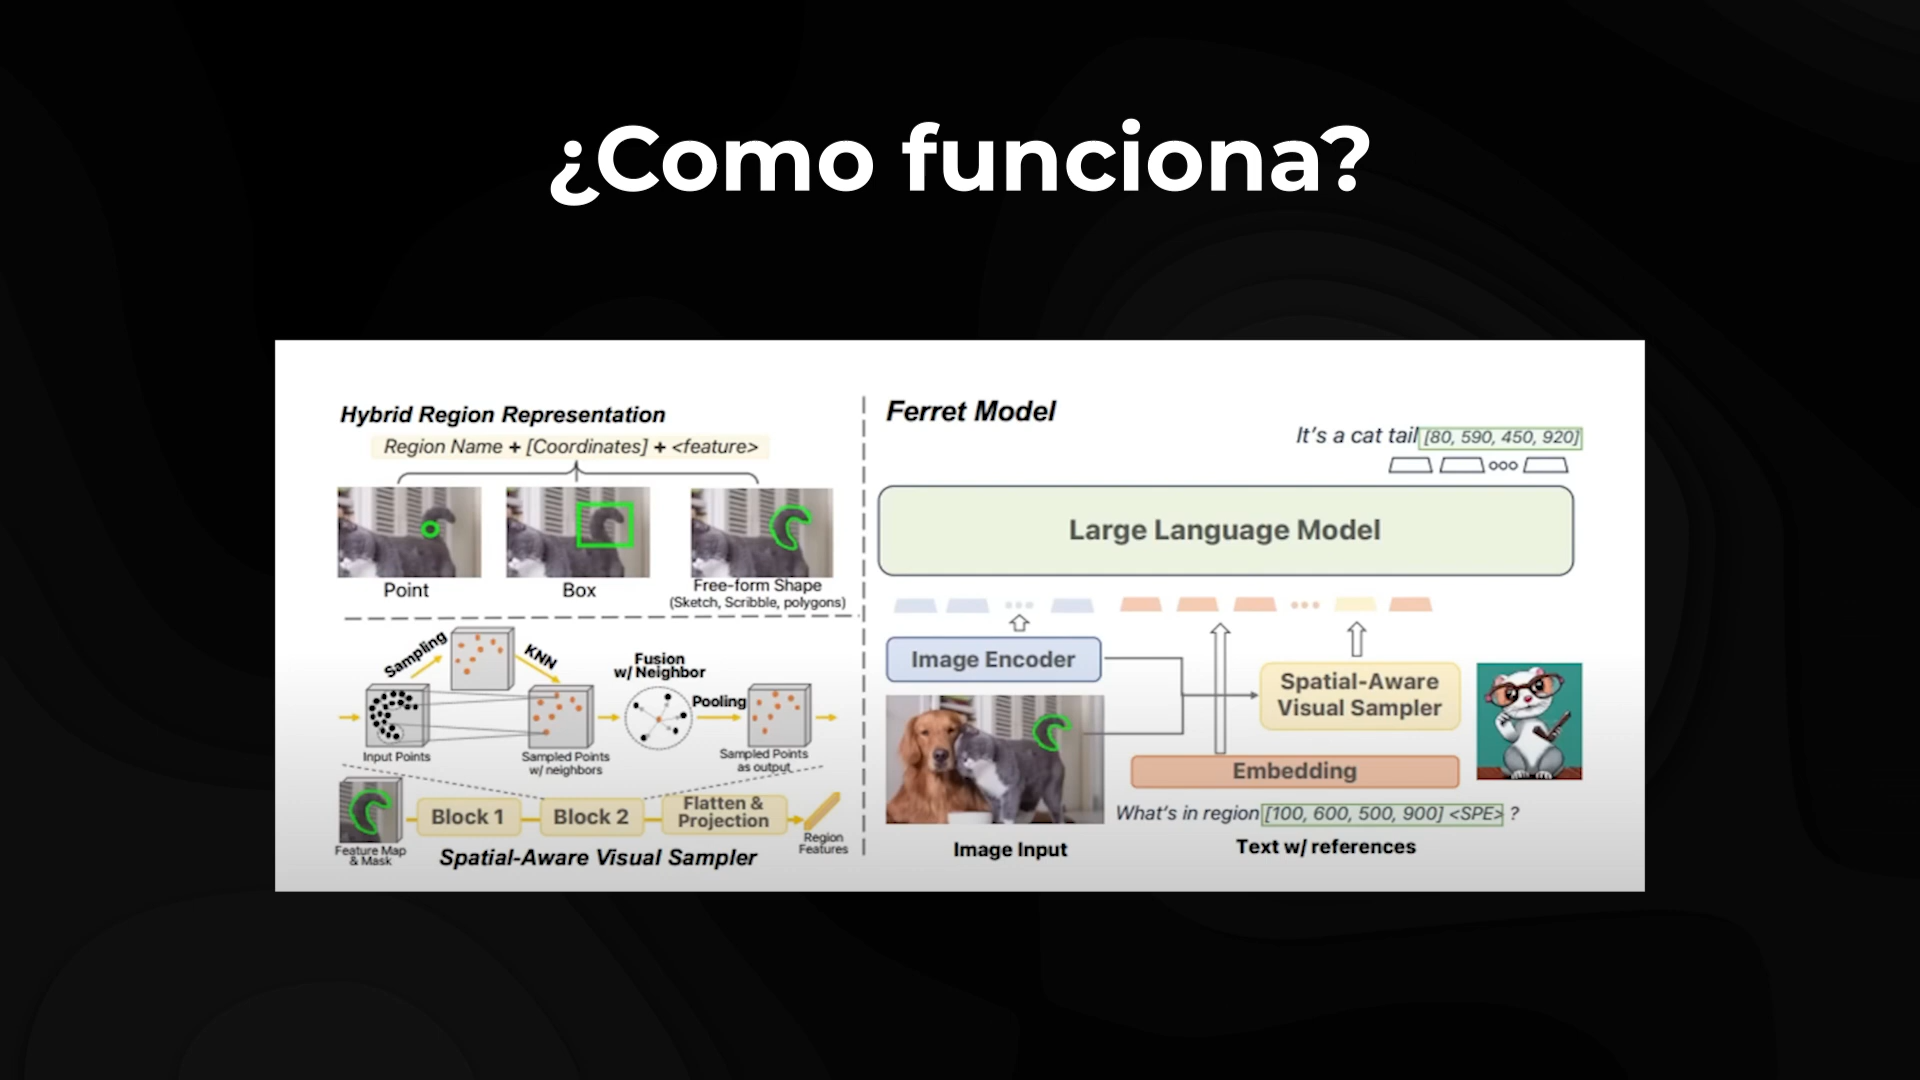 ¿Como funciona?
Hybrid Region Representation
Region Name + [Coordinates] + <feature>
Point
Box
Free-form Shape
(Sketch, Scribble, polygons)
Sampling
KNN
Fusion
w/ Neighbor
Pooling
Input Points
Sampled Points
w/ neighbors
Sampled Points
as output
Block 1
Block 2
Flatten &
Projection
Feature Map
& Mask
Region
Features
Spatial-Aware Visual Sampler
Ferret Model
It's a cat tail [80, 590, 450, 920]
Large Language Model
Image Encoder
Spatial-Aware
Visual Sampler
Embedding
What's in region [100, 600, 500, 900] <SPE> ?
Image Input
Text w/ references